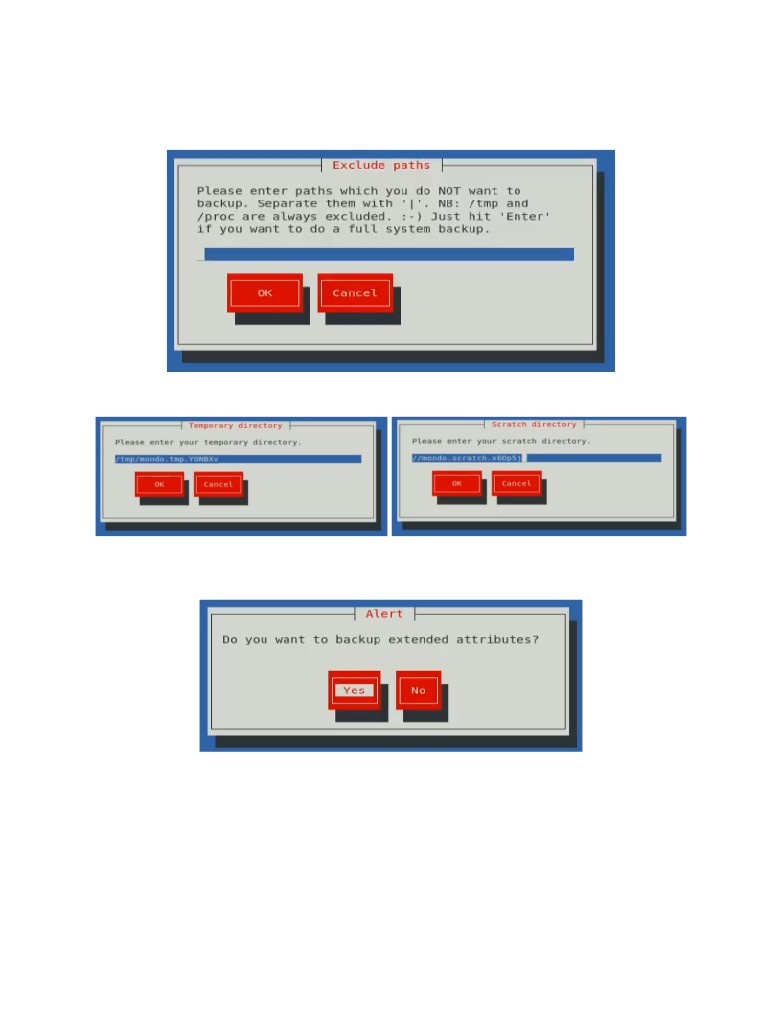 Exclude paths
Please enter paths which you do NOT want to
backup. Separate them with '|'. NB: /tmp and
/proc are always excluded. :-) Just hit 'Enter'
if you want to do a full system backup.
OK Cancel
Temporary directory
Please enter your temporary directory.
/tmp/mondo.tmp.YONBXv
OK Cancel
Scratch directory
Please enter your scratch directory.
OK Cancel
Alert
Do you want to backup extended attributes?
Yes No